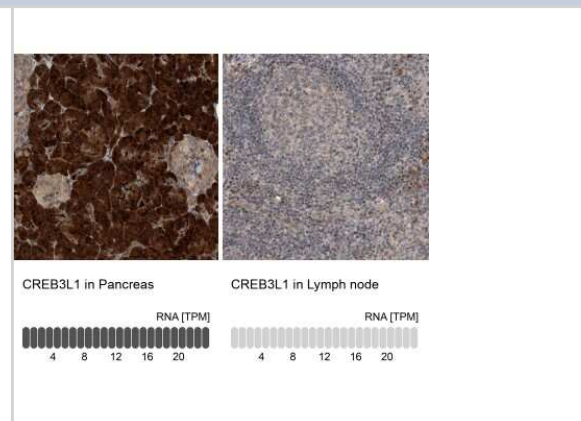 CREB3L1 in Pancreas
RNA [TPM]
4 8 12 16 20
CREB3L1 in Lymph node
RNA [TPM]
4 8 12 16 20